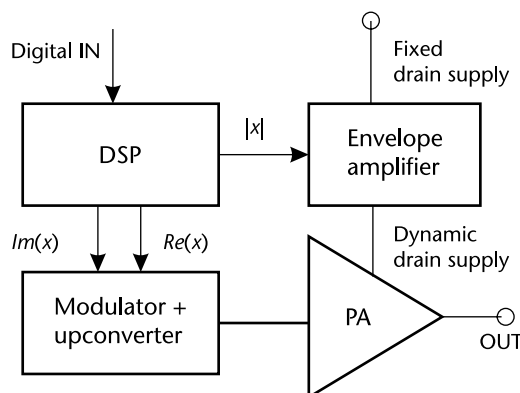 Digital IN
Fixed
drain supply
DSP
|x|
Envelope
amplifier
Im(x)
Re(x)
Dynamic
drain supply
Modulator +
upconverter
PA
OUT